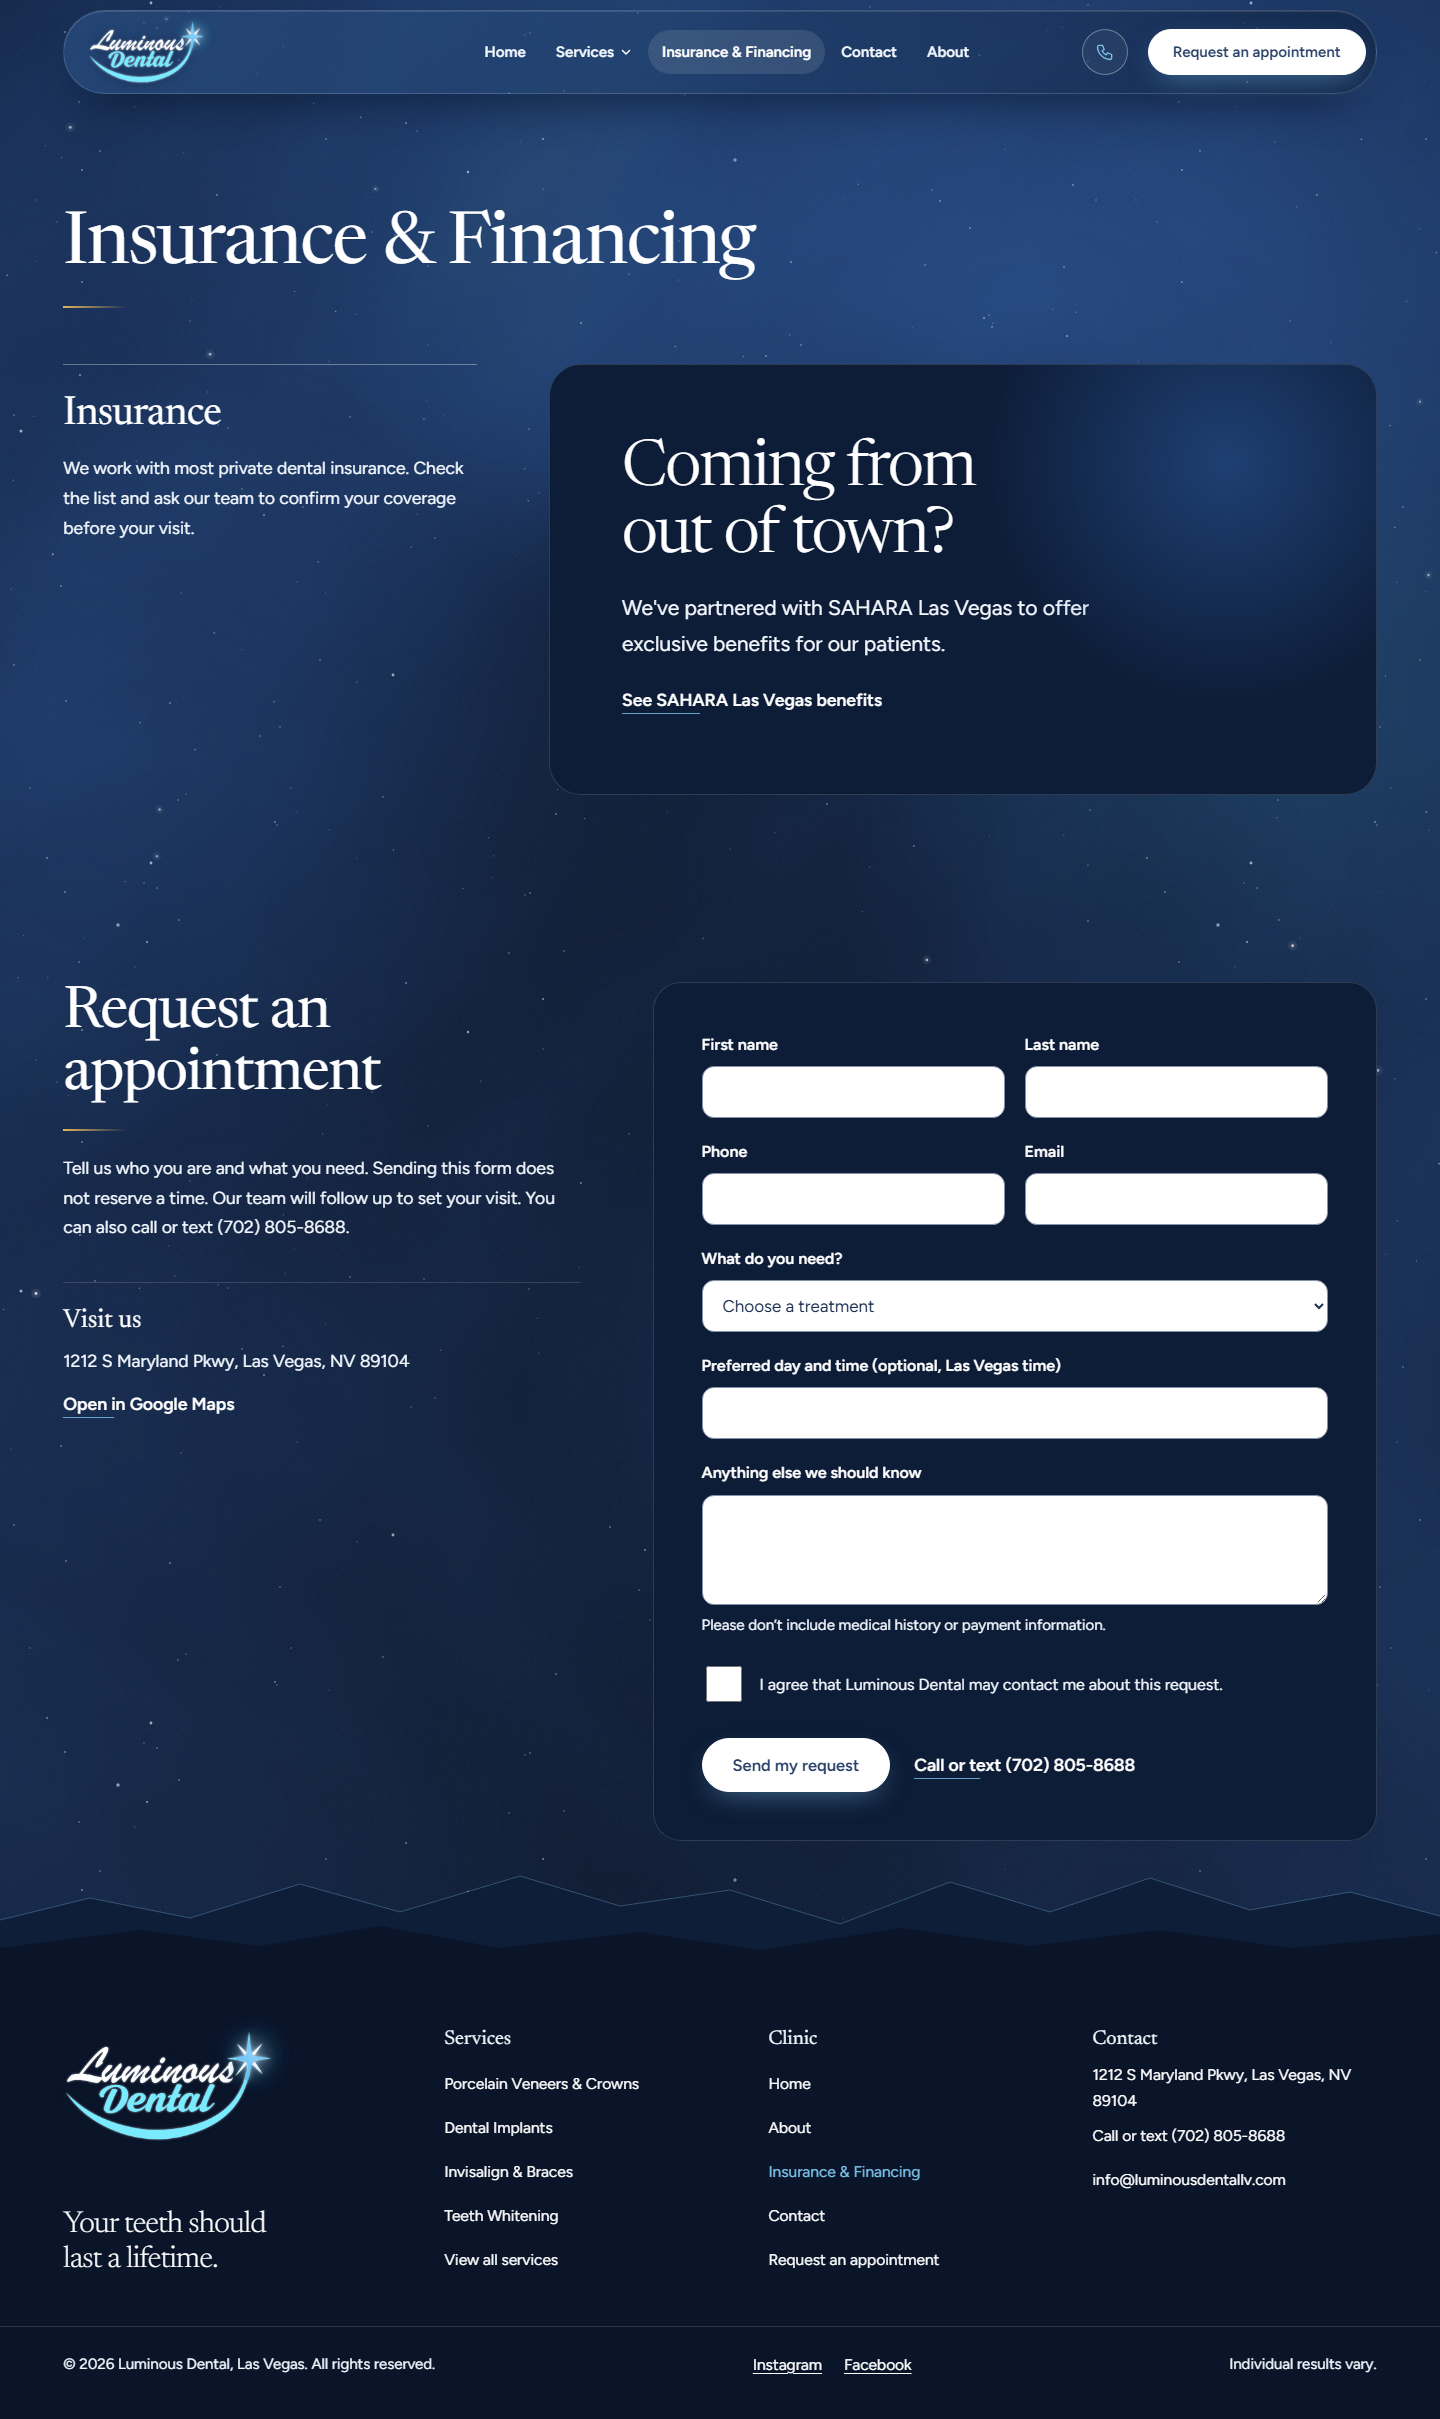 Luminous
Dental
Home
Services
Insurance & Financing
Contact
About
Request an appointment
Insurance & Financing
Insurance
We work with most private dental insurance. Check
the list and ask our team to confirm your coverage
before your visit.
Coming from
out of town?
We've partnered with SAHARA Las Vegas to offer
exclusive benefits for our patients.
See SAHARA Las Vegas benefits
Request an
appointment
Tell us who you are and what you need. Sending this form does
not reserve a time. Our team will follow up to set your visit. You
can also call or text (702) 805-8688.
Visit us
1212 S Maryland Pkwy, Las Vegas, NV 89104
Open in Google Maps
First name
Last name
Phone
Email
What do you need?
Choose a treatment
Preferred day and time (optional, Las Vegas time)
Anything else we should know
Please don’t include medical history or payment information.
I agree that Luminous Dental may contact me about this request.
Send my request
Call or text (702) 805-8688
Luminous
Dental
Your teeth should
last a lifetime.
Services
Porcelain Veneers & Crowns
Dental Implants
Invisalign & Braces
Teeth Whitening
View all services
Clinic
Home
About
Insurance & Financing
Contact
Request an appointment
Contact
1212 S Maryland Pkwy, Las Vegas, NV
89104
Call or text (702) 805-8688
info@luminousdentallv.com
© 2026 Luminous Dental, Las Vegas. All rights reserved.
Instagram
Facebook
Individual results vary.